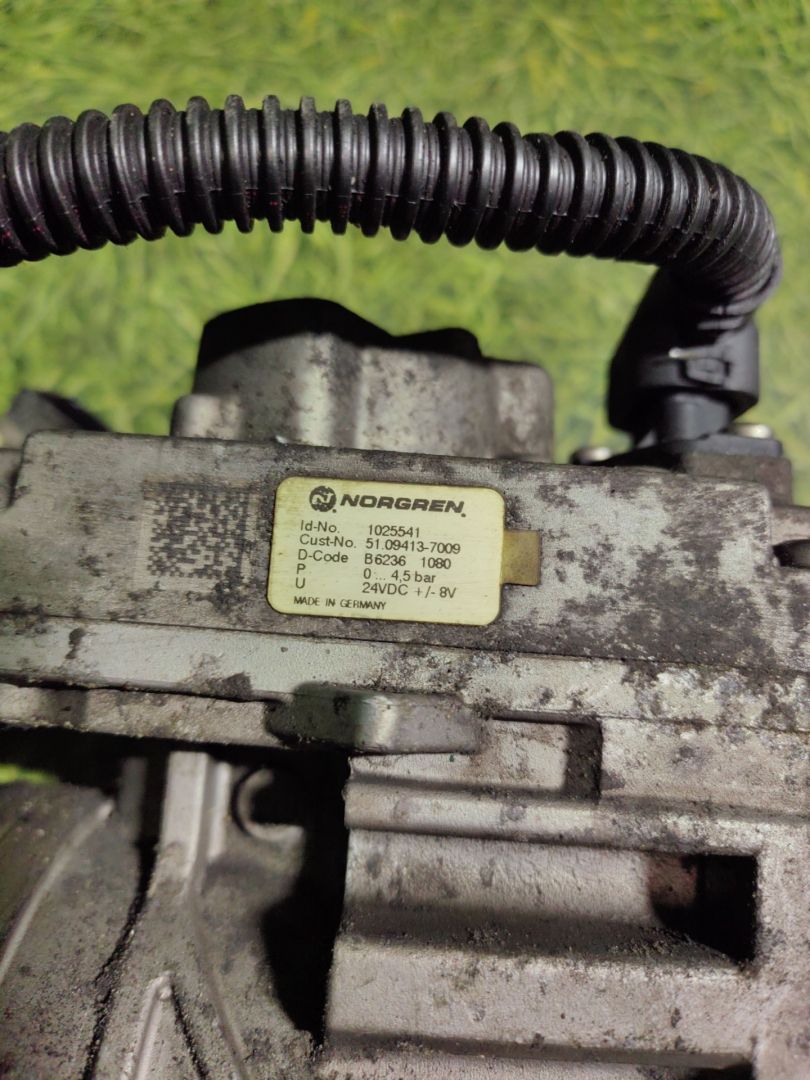 NORGREN
Id-No. 1025541
Cust-No. 51.09413-7009
D-Code B6236 1080
P 0 ... 4,5 bar
U 24VDC +/- 8V
MADE IN GERMANY